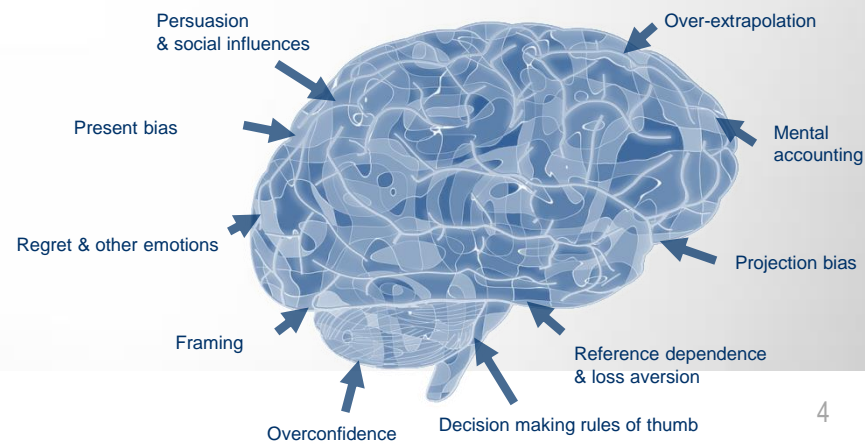 Persuasion
& social influences
Over-extrapolation
Present bias
Mental
accounting
Regret & other emotions
Projection bias
Framing
Reference dependence
& loss aversion
Overconfidence
Decision making rules of thumb
4